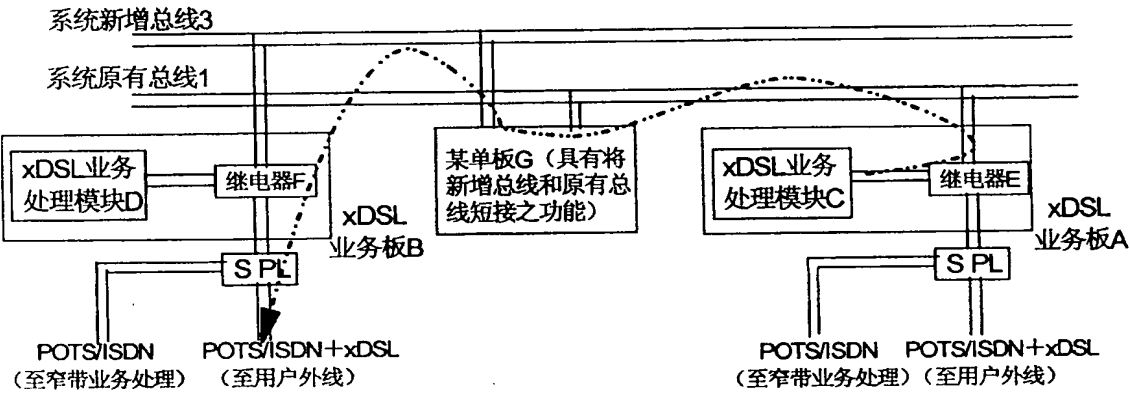 系统新增总线3
系统原有总线1
xDSL业务
处理模块D
继电器F
xDSL
业务板B
S PL
POTS/ISDN
(至窄带业务处理)
POTS/ISDN+xDSL
(至用户外线)
某单板G(具有将
新增总线和原有总
线短接之功能)
xDSL业务
处理模块C
继电器E
xDSL
业务板A
S PL
POTS/ISDN
(至窄带业务处理)
POTS/ISDN+xDSL
(至用户外线)